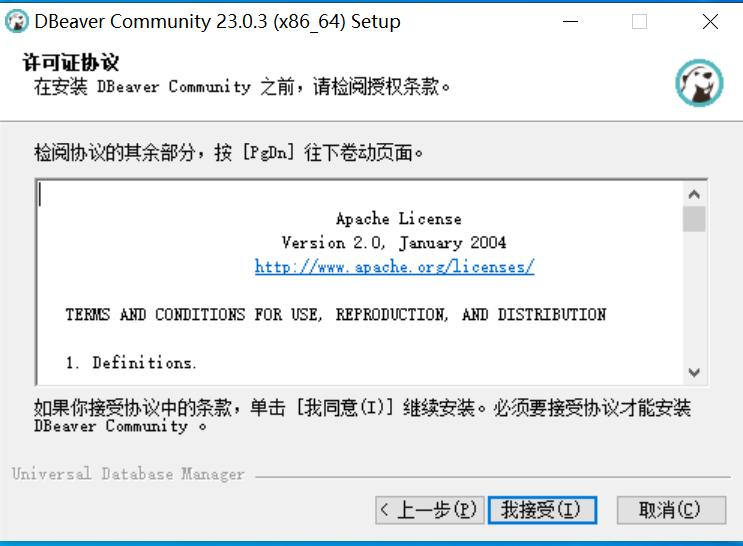 DBeaver Community 23.0.3 (x86_64) Setup
许可证协议
在安装 DBeaver Community 之前，请检阅授权条款。
检阅协议的其余部分，按 [PgDn] 往下卷动页面。
Apache License
Version 2.0, January 2004
http://www.apache.org/licenses/
TERMS AND CONDITIONS FOR USE, REPRODUCTION, AND DISTRIBUTION
1. Definitions.
如果你接受协议中的条款，单击 [我同意(I)] 继续安装。必须要接受协议才能安装
DBeaver Community 。
Universal Database Manager
< 上一步(P) 我接受(I) 取消(C)